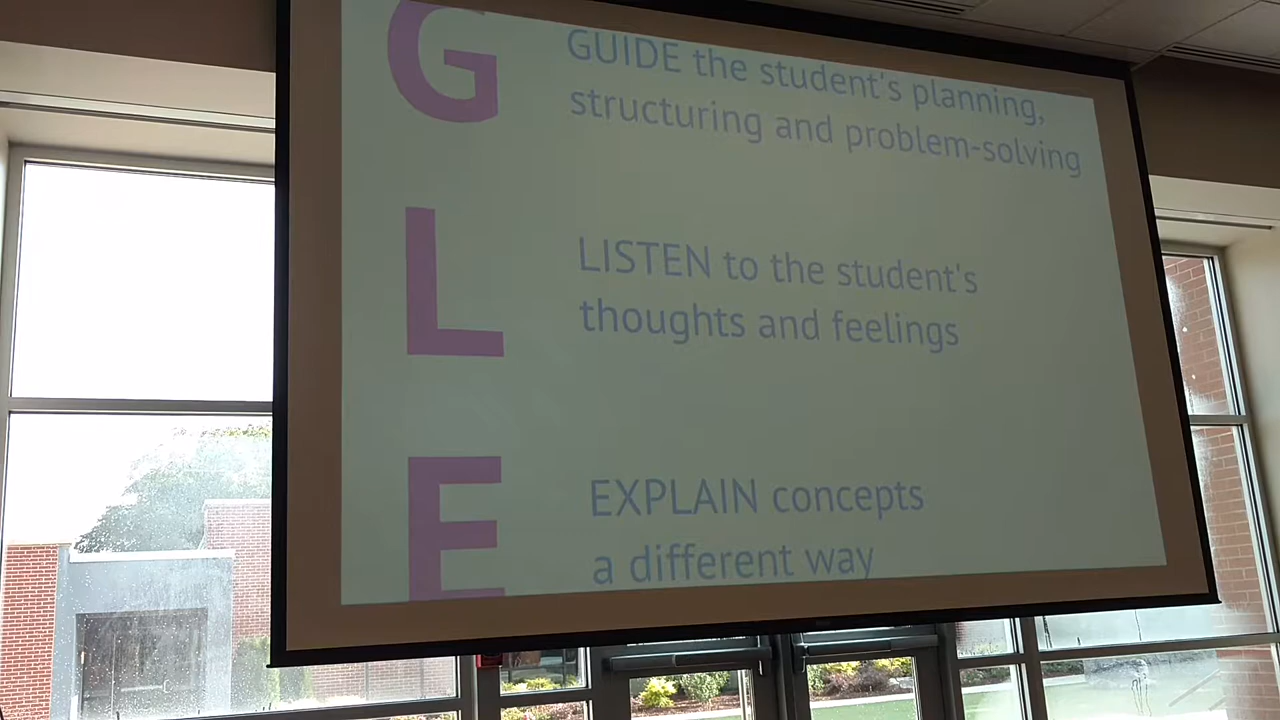 G
GUIDE the student's planning,
structuring and problem-solving
L
LISTEN to the student's
thoughts and feelings
E
EXPLAIN concepts
a different way